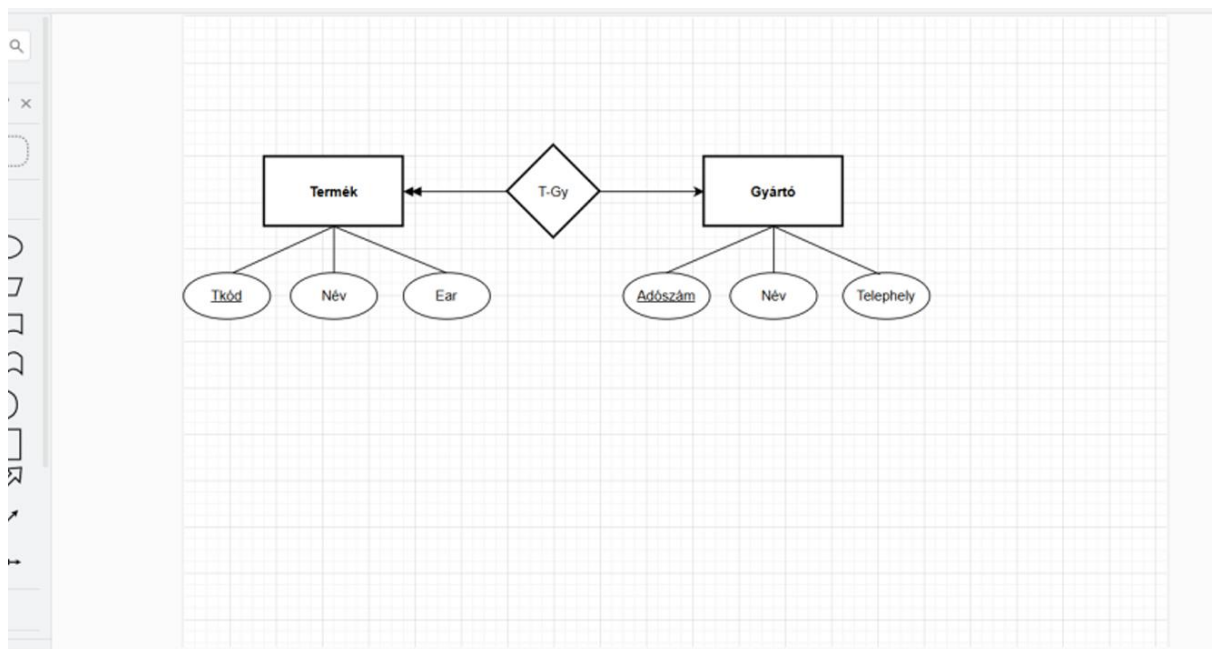 Termék
T-Gy
Gyártó
Tkód
Név
Ear
Adószám
Név
Telephely